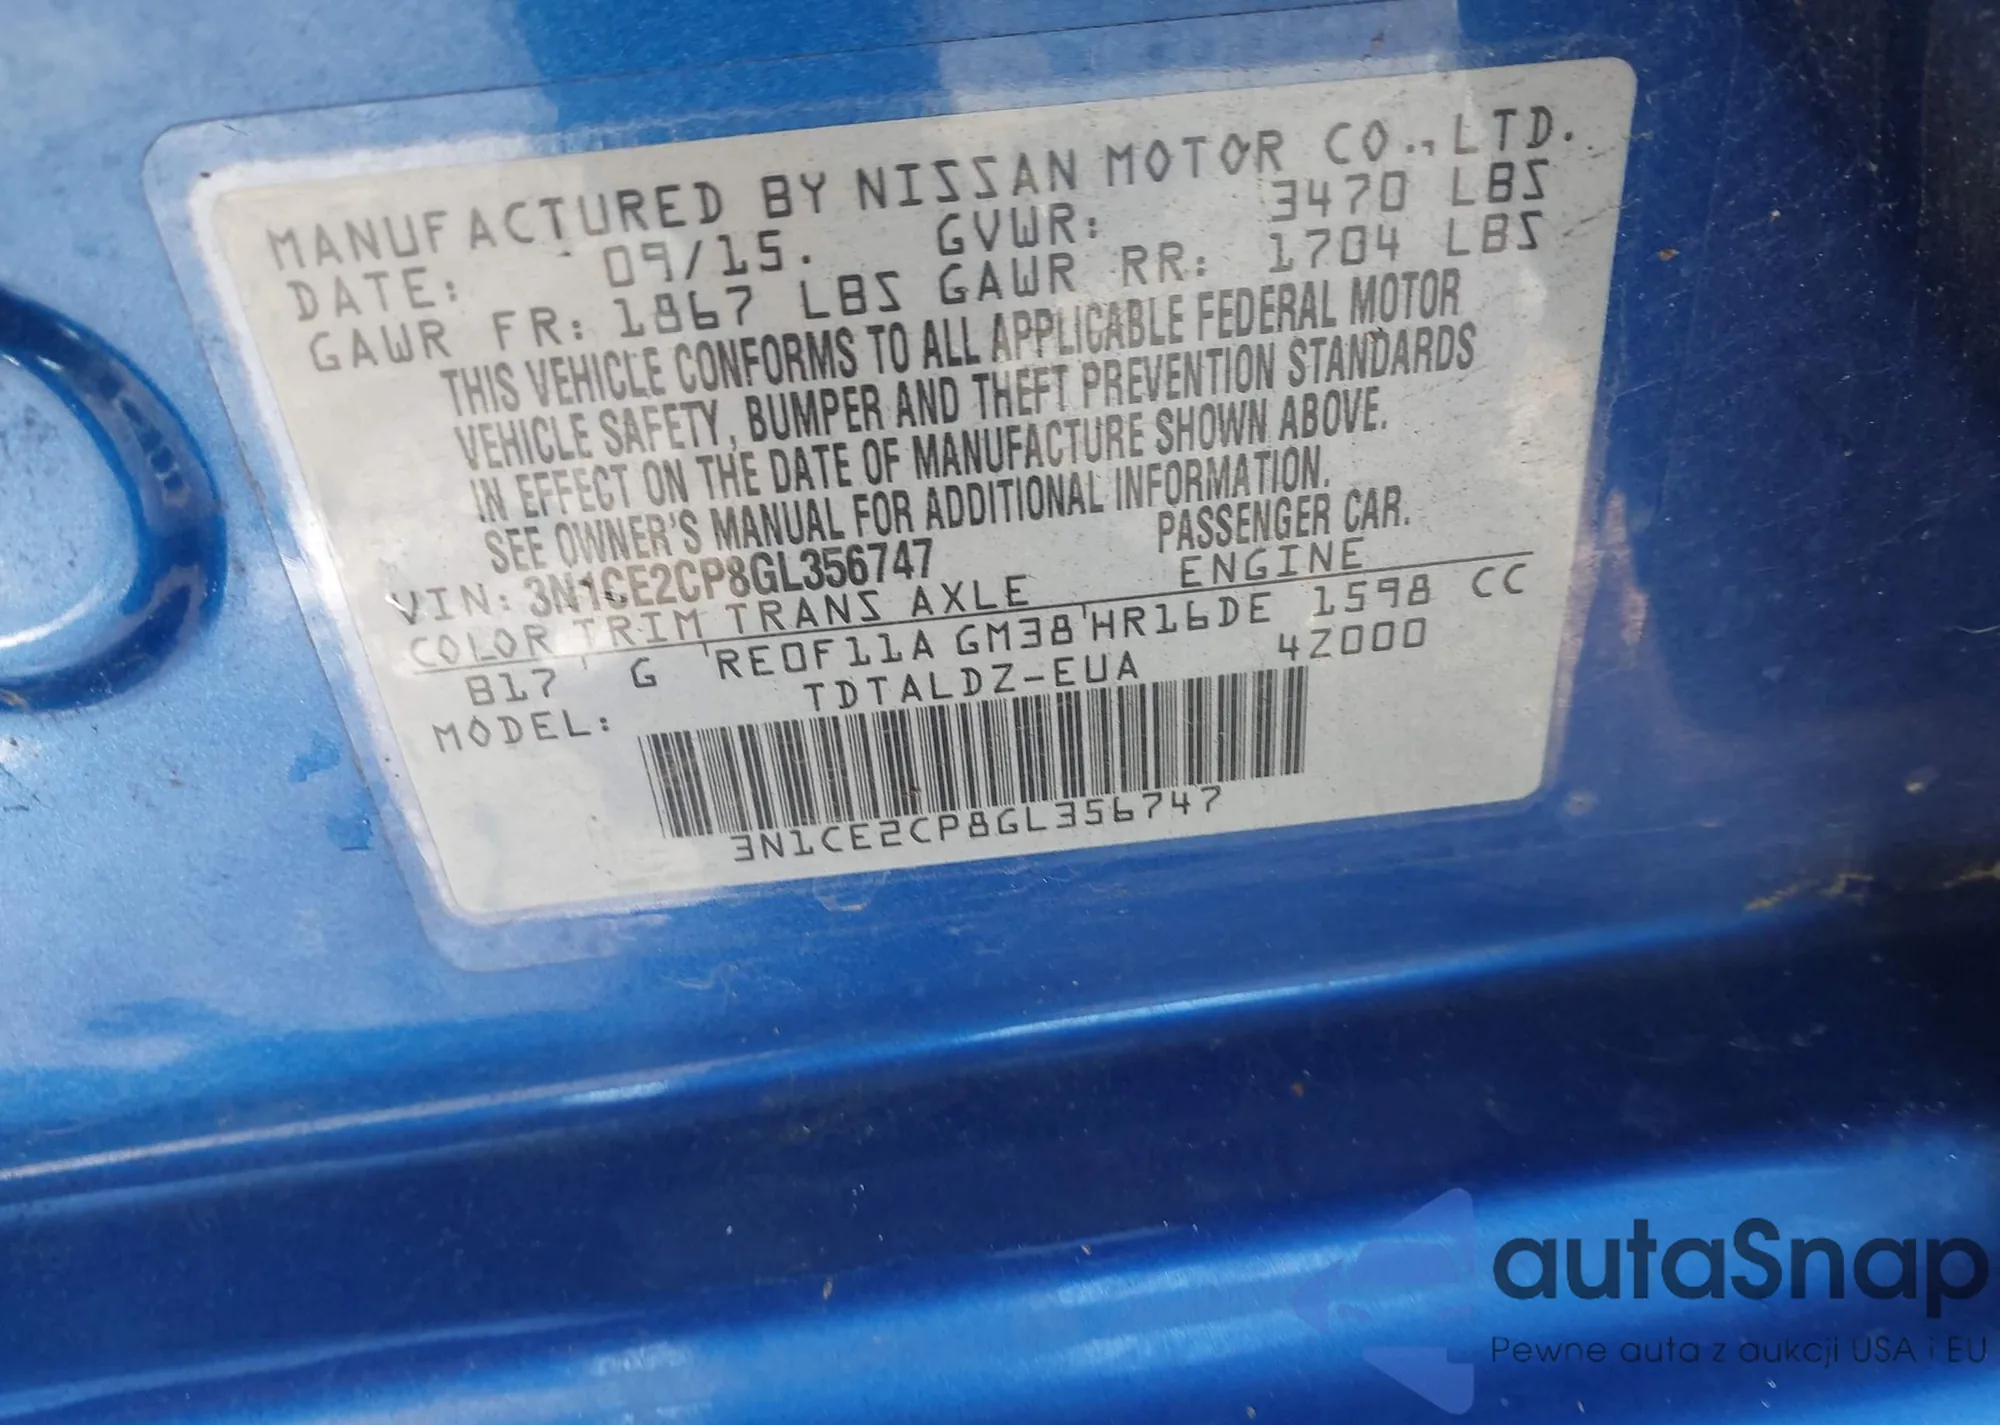 MANUFACTURED BY NISSAN MOTOR CO., LTD.
DATE: 09/15. GVWR: 3470 LBS
GAWR FR: 1867 LBS GAWR RR: 1704 LBS
THIS VEHICLE CONFORMS TO ALL APPLICABLE FEDERAL MOTOR
VEHICLE SAFETY, BUMPER AND THEFT PREVENTION STANDARDS
IN EFFECT ON THE DATE OF MANUFACTURE SHOWN ABOVE.
SEE OWNER'S MANUAL FOR ADDITIONAL INFORMATION.
VIN: 3N1CE2CP8GL356747 PASSENGER CAR.
COLOR TRIM TRANS AXLE ENGINE
B17 G RE0F11A GM38 HR16DE 1598 CC
MODEL: TDTALDZ-EUA 4Z000
3N1CE2CP8GL356747
autaSnap
Pewne auta z aukcji USA i EU